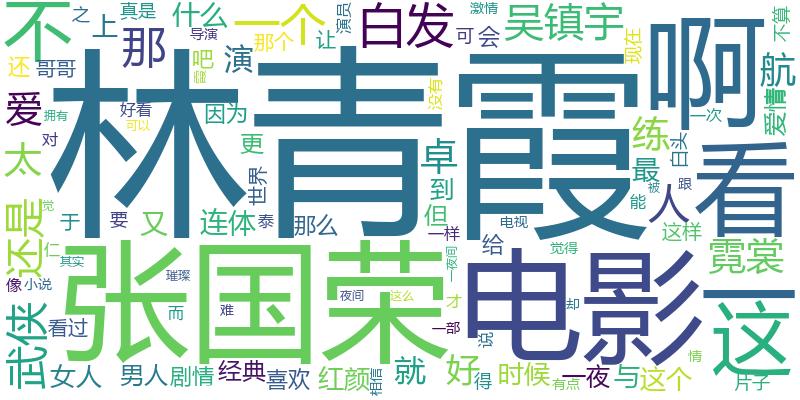 不
之
上
真是
什么
一个
那个
让
演员
白发
激情
可
会
吴镇宇
现在
不算
还
哥哥
那
导演
吧
霞
演
没有
啊
航
爱情
爱
好看
可以
拥有
对
因为
更
林青霞
卓
练
一次
白头
看
太
世界
到
最
能
被
跟
人
还是
觉
于
要
又
连体
泰
那么
但
一样
电视
给
觉得
这样
霓裳
一
仁
其实
像
小说
张国荣
璀璨
而
难
夜间
这么
一夜间
才
一部
电影
却
说
这
武侠
看过
女人
男人
剧情
经典
喜欢
红颜
相信
就
好
得
时候
有点
一夜
与
这个
情
片子